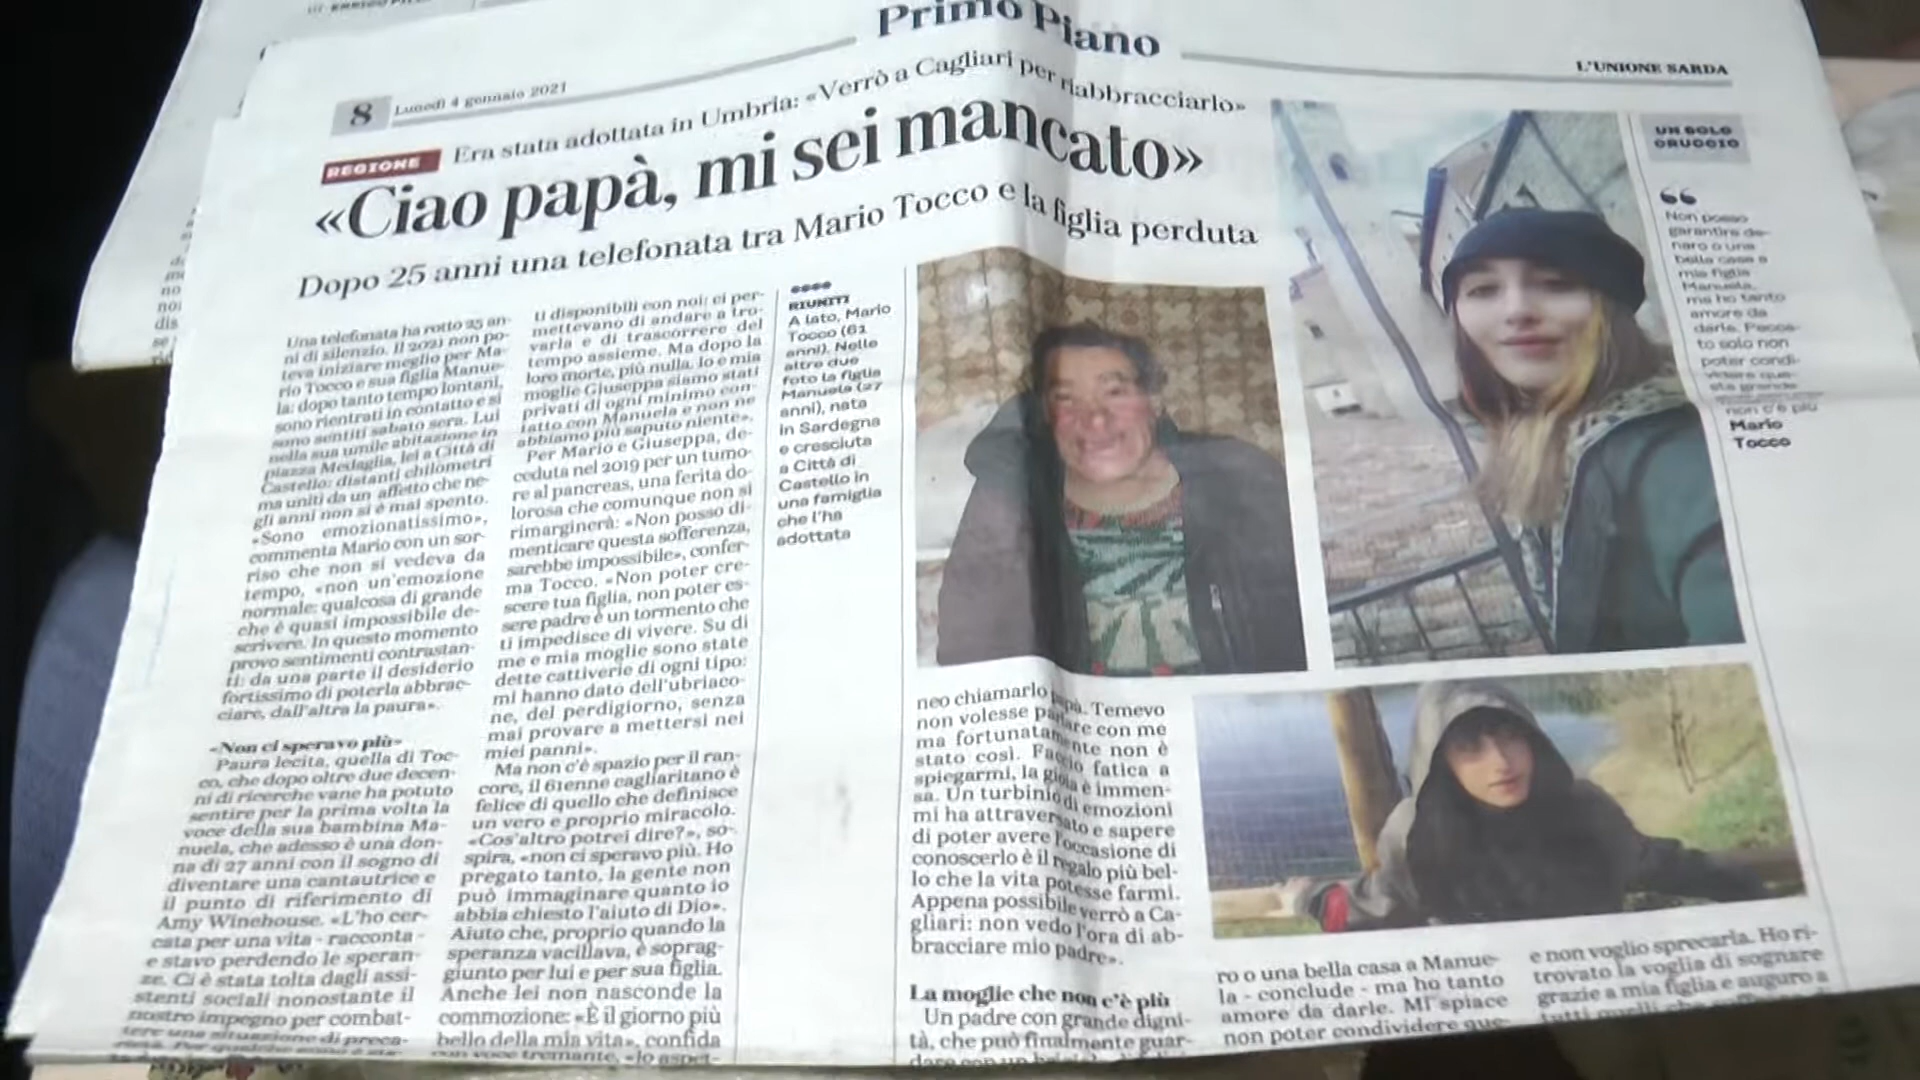 Primo Piano
L'UNIONE SARDA
8
Lunedì 4 gennaio 2021
REGIONE
Era stata adottata in Umbria: «Verrò a Cagliari per riabbracciarlo»
«Ciao papà, mi sei mancato»
Dopo 25 anni una telefonata tra Mario Tocco e la figlia perduta
Una telefonata ha rotto 25 an-
ni di silenzio. Il 2021 non po-
teva iniziare meglio per Ma-
rio Tocco e sua figlia Manue-
la: dopo tanto tempo lontani,
sono rientrati in contatto e si
sono sentiti sabato sera. Lui
nella sua umile abitazione in
piazza Medaglia, lei a Città di
Castello: distanti chilometri
ma uniti da un affetto che ne-
gli anni non si è mai spento.
«Sono emozionatissimo»,
commenta Mario con un sor-
riso che non si vedeva da
tempo, «non un'emozione
normale: qualcosa di grande
che è quasi impossibile de-
scrivere. In questo momento
provo sentimenti contrastan-
ti: da una parte il desiderio
fortissimo di poterla abbrac-
ciare, dall'altra la paura».
«Non ci speravo più»
Paura lecita, quella di Toc-
co, che dopo oltre due decen-
ni di ricerche vane ha potuto
sentire per la prima volta la
voce della sua bambina Ma-
nuela, che adesso è una don-
na di 27 anni con il sogno di
diventare una cantautrice e
il punto di riferimento di
Amy Winehouse. «L'ho cer-
cata per una vita - racconta -
e stavo perdendo le speran-
ze. Ci è stata tolta dagli assi-
stenti sociali nonostante il
nostro impegno per combat-
tere una situazione di preca-
ti disponibili con noi: ci per-
mettevano di andare a tro-
varla e di trascorrere del
tempo assieme. Ma dopo la
loro morte, più nulla. Io e mia
moglie Giuseppa siamo stati
privati di ogni minimo con-
tatto con Manuela e non ne
abbiamo più saputo niente».
Per Mario e Giuseppa, de-
ceduta nel 2019 per un tumo-
re al pancreas, una ferita do-
lorosa che comunque non si
rimarginerà: «Non posso di-
menticare questa sofferenza,
sarebbe impossibile», confer-
ma Tocco. «Non poter cre-
scere tua figlia, non poter es-
sere padre è un tormento che
ti impedisce di vivere. Su di
me e mia moglie sono state
dette cattiverie di ogni tipo:
mi hanno dato dell'ubriaco-
ne, del perdigiorno, senza
mai provare a mettersi nei
miei panni».
Ma non c'è spazio per il ran-
core, il 61enne cagliaritano è
felice di quello che definisce
un vero e proprio miracolo.
«Cos'altro potrei dire?», so-
spira, «non ci speravo più. Ho
pregato tanto, la gente non
può immaginare quanto io
abbia chiesto l'aiuto di Dio».
Aiuto che, proprio quando la
speranza vacillava, è soprag-
giunto per lui e per sua figlia.
Anche lei non nasconde la
commozione: «È il giorno più
bello della mia vita», confida
con voce tremante, «Io aspet-
RIUNITI
A lato, Mario
Tocco (61
anni). Nelle
altre due
foto la figlia
Manuela (27
anni), nata
in Sardegna
e cresciuta
a Città di
Castello in
una famiglia
che l'ha
adottata
neo chiamarlo papà. Temevo
non volesse parlare con me
ma fortunatamente non è
stato così. Faccio fatica a
spiegarmi, la gioia è immen-
sa. Un turbinio di emozioni
mi ha attraversato e sapere
di poter avere l'occasione di
conoscerlo è il regalo più bel-
lo che la vita potesse farmi.
Appena possibile verrò a Ca-
gliari: non vedo l'ora di ab-
bracciare mio padre».
La moglie che non c'è più
Un padre con grande digni-
tà, che può finalmente guar-
dare con un
ro o una bella casa a Manue-
la - conclude - ma ho tanto
amore da darle. Mi spiace
non poter condividere que-
e non voglio sprecarla. Ho ri-
trovato la voglia di sognare
grazie a mia figlia e auguro a
tutti quelli che
UN SOLO
CRUCCIO
“
Non posso
garantire de-
naro o una
bella casa a
mia figlia
Manuela,
ma ho tanto
amore da
darle. Pecca-
to solo non
poter condi-
videre que-
sta grande
non c'è più
Mario
Tocco